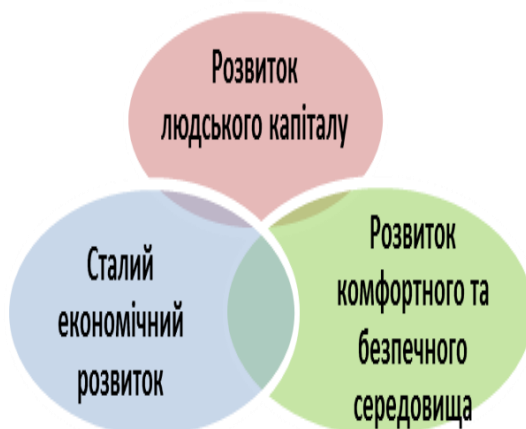 Розвиток
людського капіталу
Сталий
економічний
розвиток
Розвиток
комфортного та
безпечного
середовища